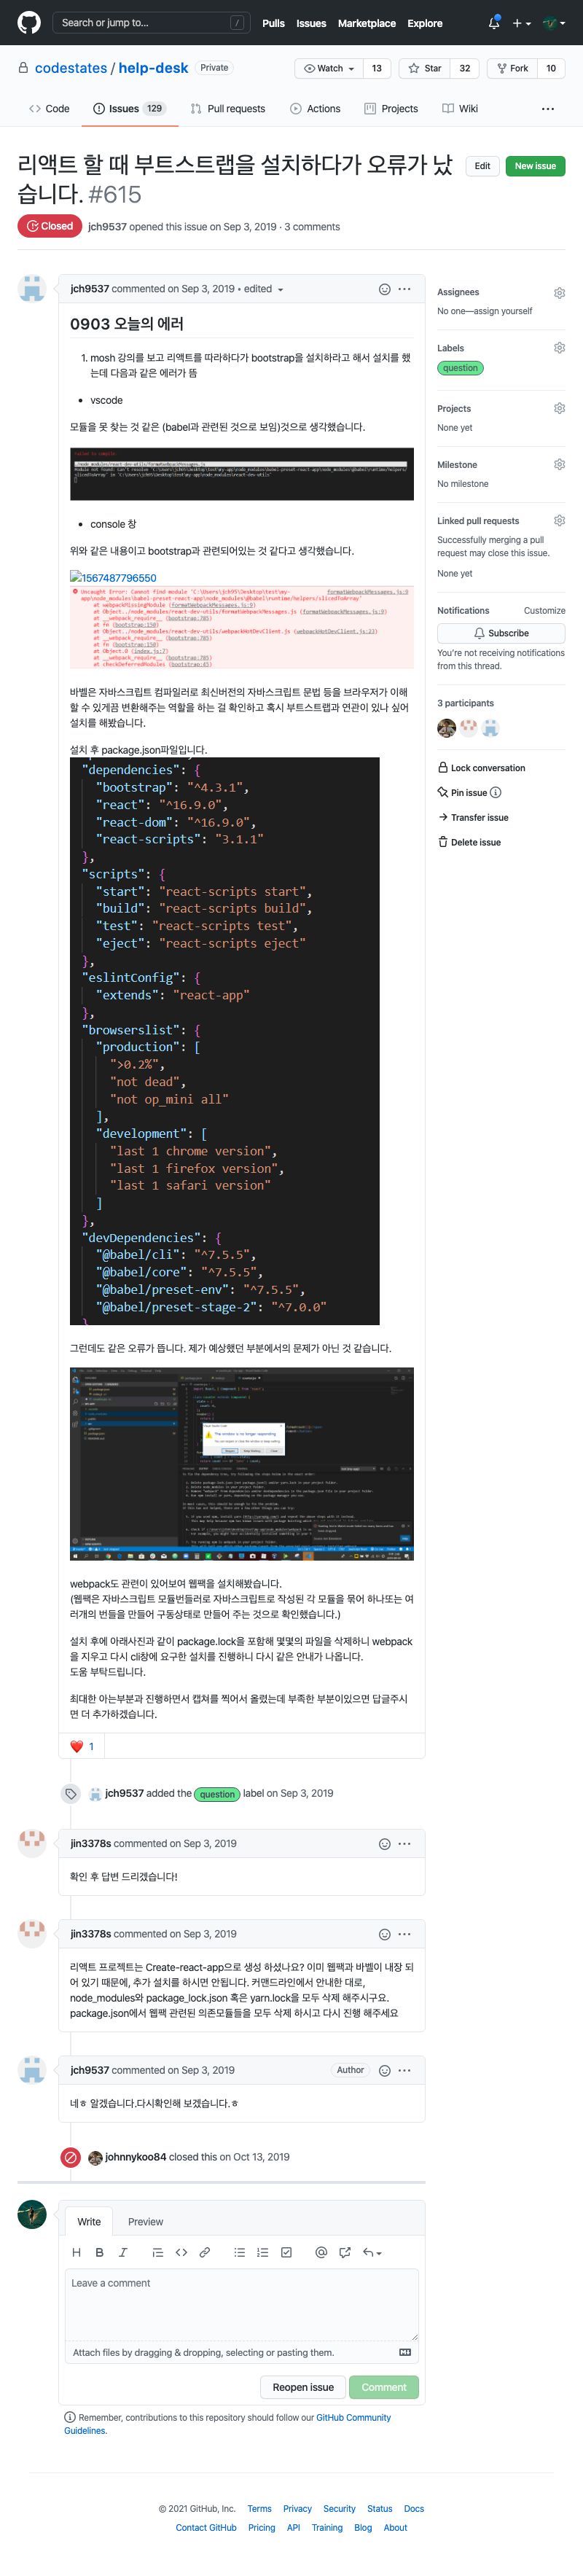 Search or jump to... /
Pulls Issues Marketplace Explore
codestates / help-desk Private
Watch 13 Star 32 Fork 10
Code Issues 129 Pull requests Actions Projects Wiki ...
리액트 할 때 부트스트랩을 설치하다가 오류가 났
습니다. #615
Edit New issue
Closed jch9537 opened this issue on Sep 3, 2019 · 3 comments
jch9537 commented on Sep 3, 2019 • edited
0903 오늘의 에러
1. mosh 강의를 보고 리액트를 따라하다가 bootstrap을 설치하라고 해서 설치를 했
는데 다음과 같은 에러가 뜸
• vscode
모듈을 못 찾는 것 같은 (babel과 관련된 것으로 보임)것으로 생각했습니다.
Failed to compile
• console 창
위와 같은 내용이고 bootstrap과 관련되어있는 것 같다고 생각했습니다.
1567487796550
바벨은 자바스크립트 컴파일러로 최신버전의 자바스크립트 문법 등을 브라우저가 이해
할 수 있게끔 변환해주는 역할을 하는 걸 확인하고 혹시 부트스트랩과 연관이 있나 싶어
설치를 해봤습니다.
설치 후 package.json파일입니다.
"dependencies": {
"bootstrap": "^4.3.1",
"react": "^16.9.0",
"react-dom": "^16.9.0",
"react-scripts": "3.1.1"
},
"scripts": {
"start": "react-scripts start",
"build": "react-scripts build",
"test": "react-scripts test",
"eject": "react-scripts eject"
},
"eslintConfig": {
"extends": "react-app"
},
"browserslist": {
"production": [
">0.2%",
"not dead",
"not op_mini all"
],
"development": [
"last 1 chrome version",
"last 1 firefox version",
"last 1 safari version"
]
},
"devDependencies": {
"@babel/cli": "^7.5.5",
"@babel/core": "^7.5.5",
"@babel/preset-env": "^7.5.5",
"@babel/preset-stage-2": "^7.0.0"
}
그런데도 같은 오류가 뜹니다. 제가 예상했던 부분에서의 문제가 아닌 것 같습니다.
The window is no longer responding
webpack도 관련이 있어보여 웹팩을 설치해봤습니다.
(웹팩은 자바스크립트 모듈번들러로 자바스크립트로 작성된 각 모듈을 묶어 하나또는 여
러개의 번들을 만들어 구동상태로 만들어 주는 것으로 확인했습니다.)
설치 후에 아래사진과 같이 package.lock을 포함해 몇몇의 파일을 삭제하니 webpack
을 지우고 다시 cli창에 요구한 설치를 진행하니 다시 같은 안내가 나옵니다.
도움 부탁드립니다.
최대한 아는부분과 진행하면서 캡쳐를 찍어서 올렸는데 부족한 부분이있으면 답글주시
면 더 추가하겠습니다.
❤️ 1
jch9537 added the question label on Sep 3, 2019
jin3378s commented on Sep 3, 2019
확인 후 답변 드리겠습니다!
jin3378s commented on Sep 3, 2019
리액트 프로젝트는 Create-react-app으로 생성 하셨나요? 이미 웹팩과 바벨이 내장 되
어 있기 때문에, 추가 설치를 하시면 안됩니다. 커맨드라인에서 안내한 대로,
node_modules와 package_lock.json 혹은 yarn.lock을 모두 삭제 해주시구요.
package.json에서 웹팩 관련된 의존모듈들을 모두 삭제 하시고 다시 진행 해주세요
jch9537 commented on Sep 3, 2019 Author
네ㅎ 알겠습니다.다시확인해 보겠습니다.ㅎ
johnnykoo84 closed this on Oct 13, 2019
Write Preview
Leave a comment
Attach files by dragging & dropping, selecting or pasting them.
Reopen issue Comment
Remember, contributions to this repository should follow our GitHub Community
Guidelines.
Assignees
No one—assign yourself
Labels
question
Projects
None yet
Milestone
No milestone
Linked pull requests
Successfully merging a pull
request may close this issue.
None yet
Notifications Customize
Subscribe
You're not receiving notifications
from this thread.
3 participants
Lock conversation
Pin issue
Transfer issue
Delete issue
© 2021 GitHub, Inc. Terms Privacy Security Status Docs
Contact GitHub Pricing API Training Blog About